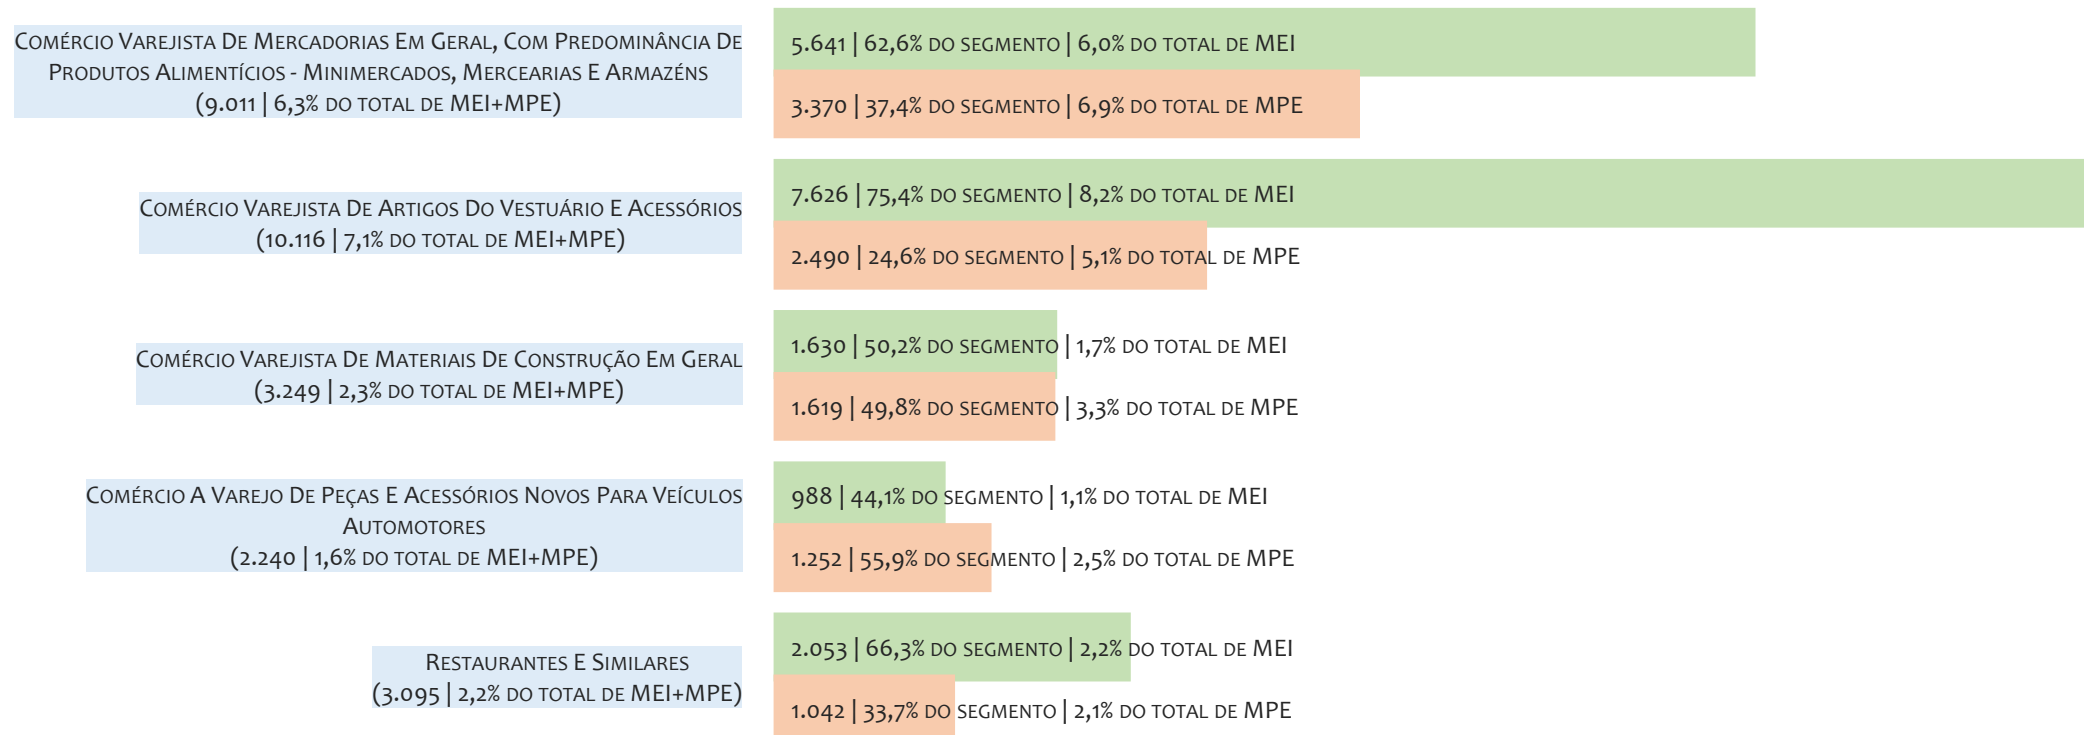 Comércio Varejista De Mercadorias Em Geral, Com Predominância De
Produtos Alimentícios - Minimercados, Mercearias E Armazéns
(9.011 | 6,3% do total de MEI+MPE)
5.641 | 62,6% do segmento | 6,0% do total de MEI
3.370 | 37,4% do segmento | 6,9% do total de MPE
Comércio Varejista De Artigos Do Vestuário E Acessórios
(10.116 | 7,1% do total de MEI+MPE)
7.626 | 75,4% do segmento | 8,2% do total de MEI
2.490 | 24,6% do segmento | 5,1% do total de MPE
Comércio Varejista De Materiais De Construção Em Geral
(3.249 | 2,3% do total de MEI+MPE)
1.630 | 50,2% do segmento | 1,7% do total de MEI
1.619 | 49,8% do segmento | 3,3% do total de MPE
Comércio A Varejo De Peças E Acessórios Novos Para Veículos
Automotores
(2.240 | 1,6% do total de MEI+MPE)
988 | 44,1% do segmento | 1,1% do total de MEI
1.252 | 55,9% do segmento | 2,5% do total de MPE
Restaurantes E Similares
(3.095 | 2,2% do total de MEI+MPE)
2.053 | 66,3% do segmento | 2,2% do total de MEI
1.042 | 33,7% do segmento | 2,1% do total de MPE